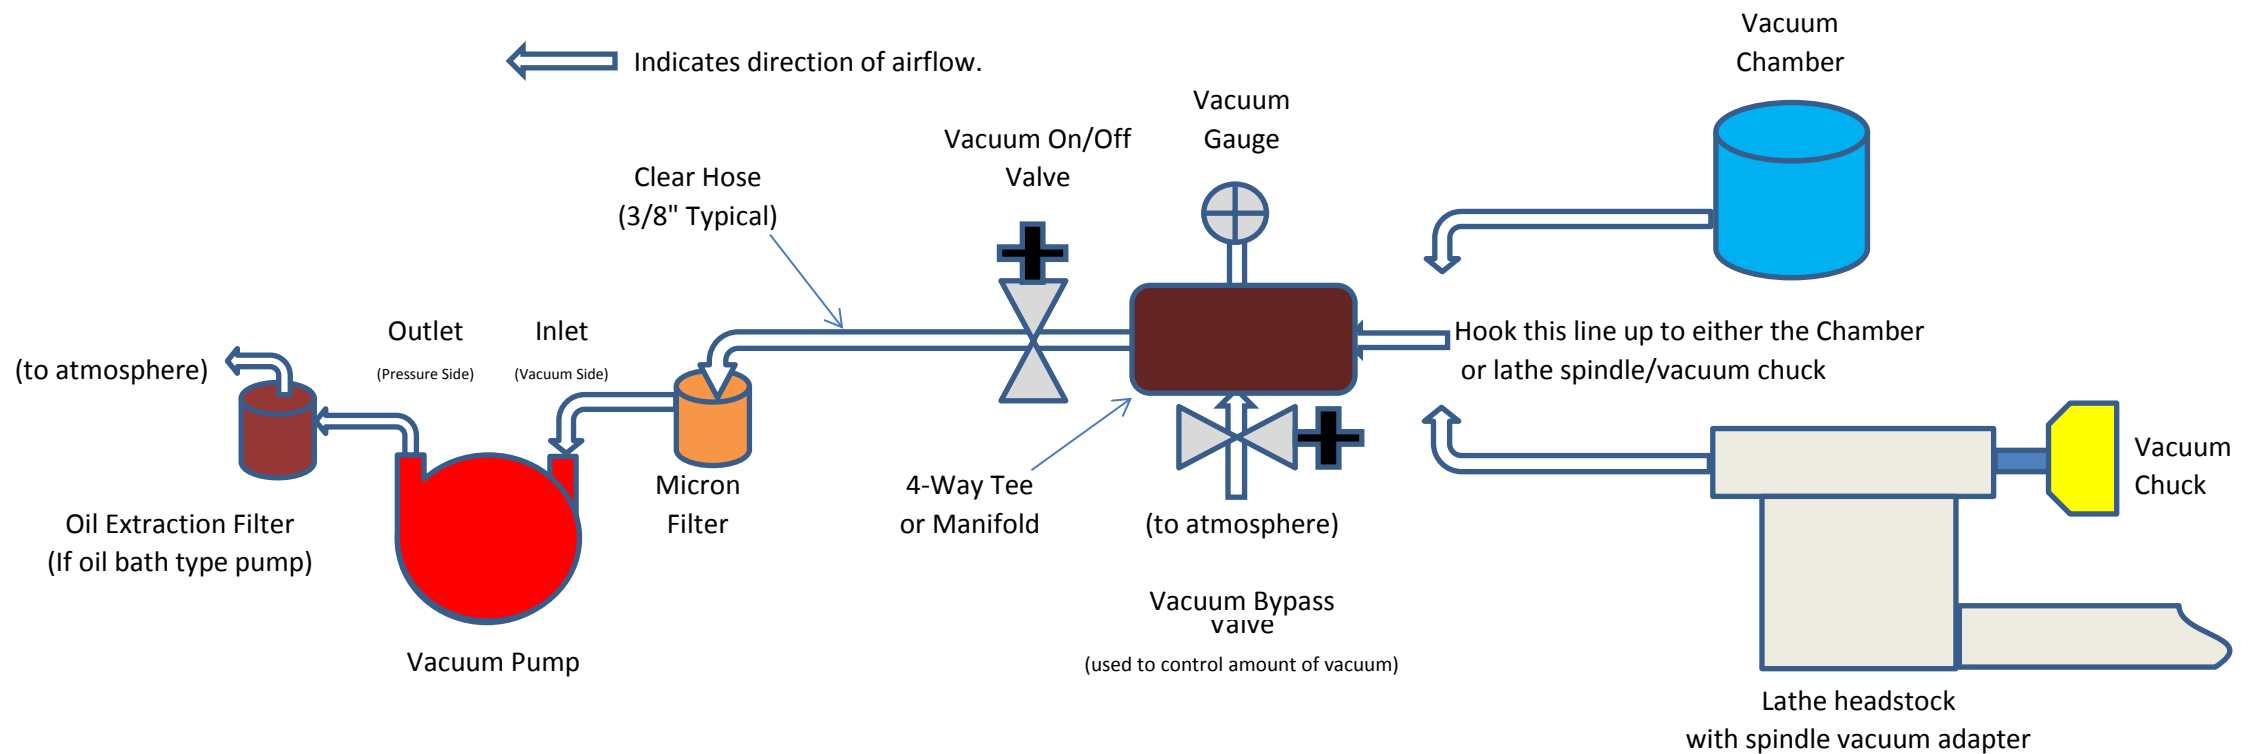 Vacuum
Chamber
Indicates direction of airflow.
Vacuum
Gauge
Vacuum On/Off
Valve
Clear Hose
(3/8" Typical)
Outlet
(Pressure Side)
Inlet
(Vacuum Side)
(to atmosphere)
Hook this line up to either the Chamber
or lathe spindle/vacuum chuck
Vacuum
Chuck
Micron
Filter
4-Way Tee
or Manifold
(to atmosphere)
Oil Extraction Filter
(If oil bath type pump)
Vacuum Bypass
Valve
(used to control amount of vacuum)
Vacuum Pump
Lathe headstock
with spindle vacuum adapter